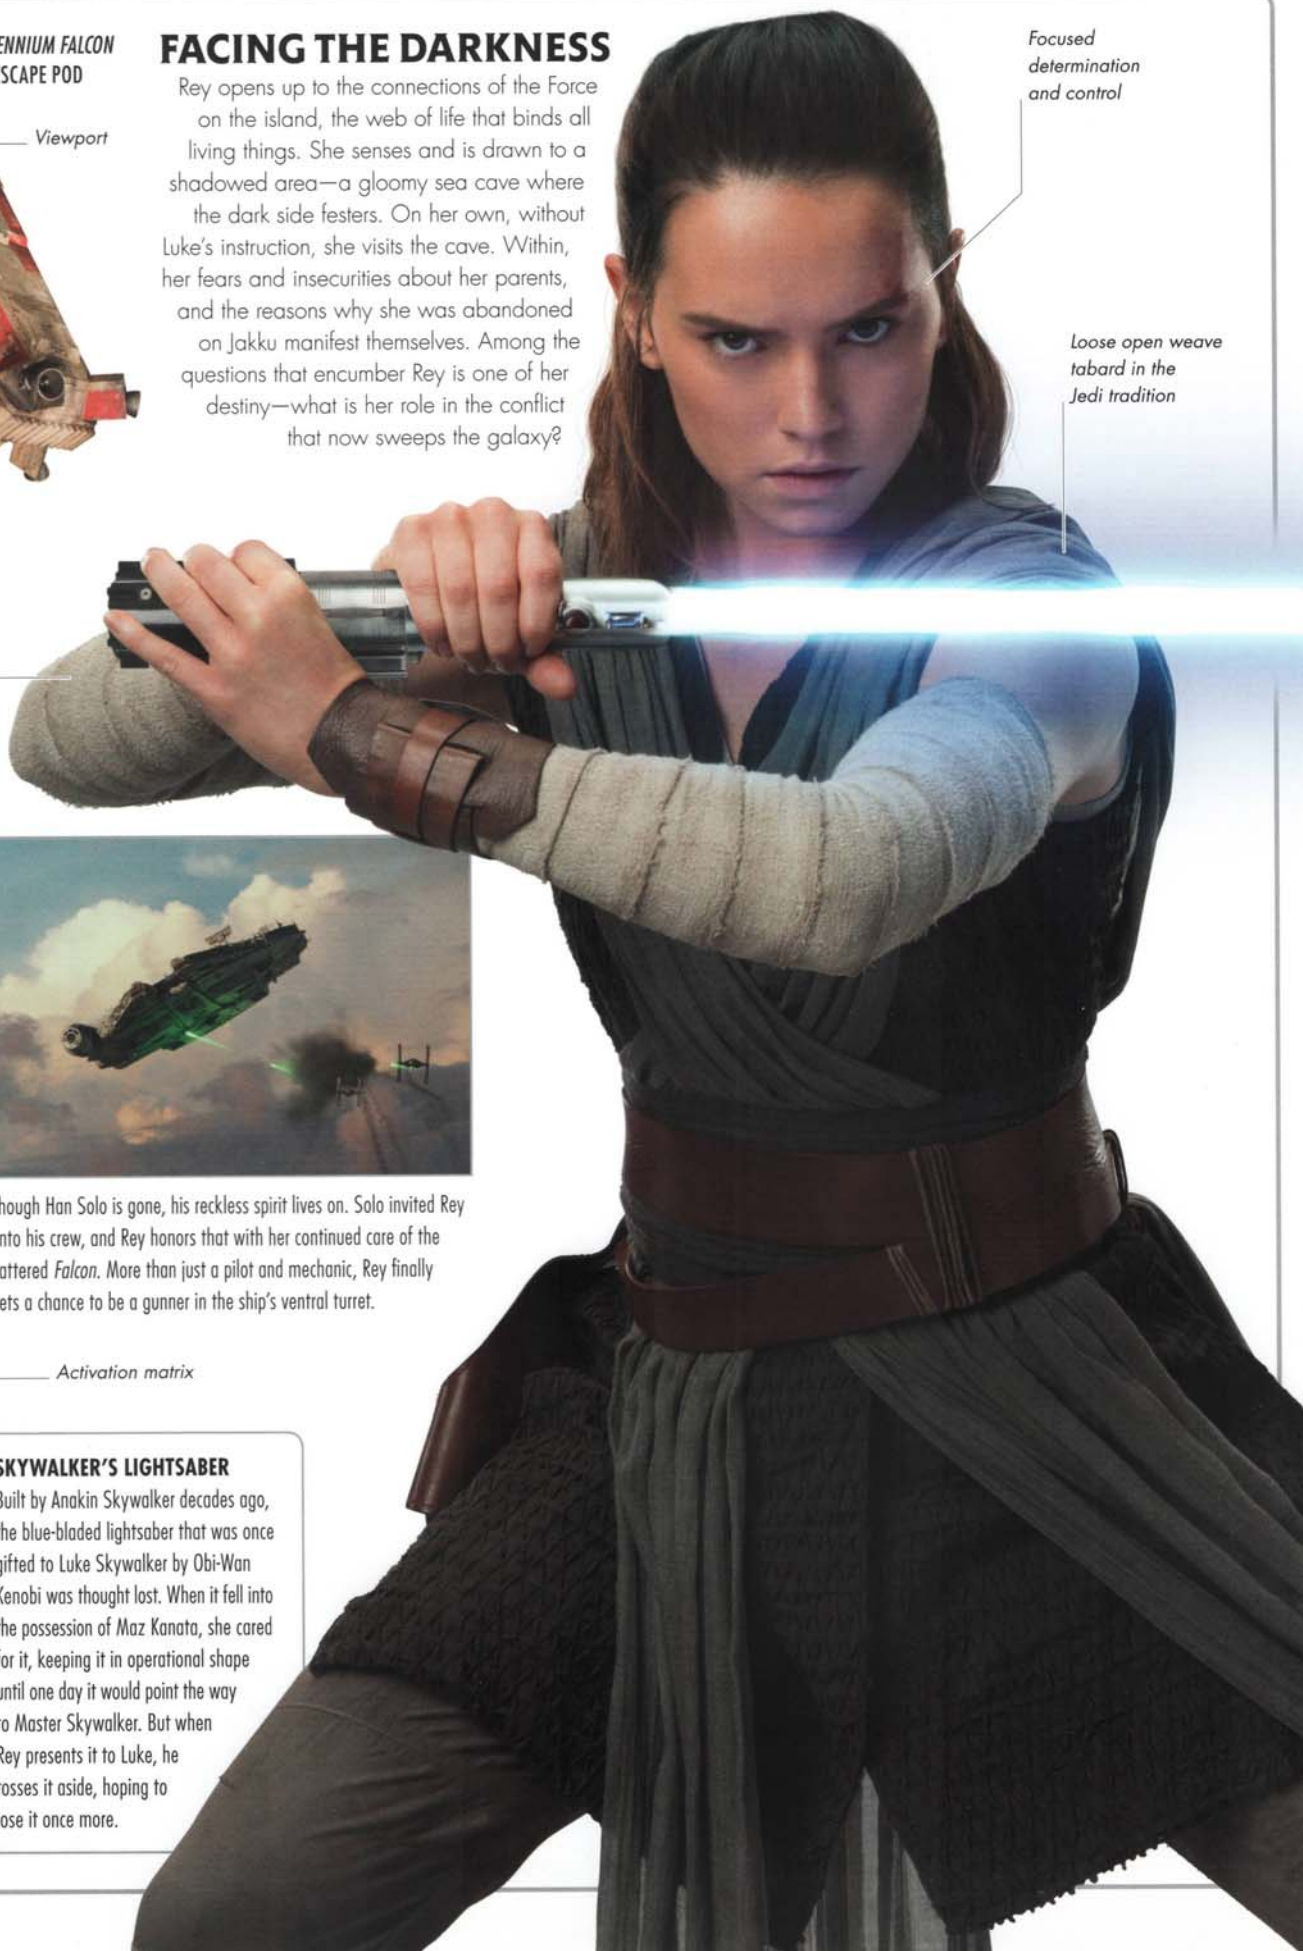 ENNIUM FALCON
SCAPE POD
Viewport
FACING THE DARKNESS
Rey opens up to the connections of the Force
on the island, the web of life that binds all
living things. She senses and is drawn to a
shadowed area—a gloomy sea cave where
the dark side festers. On her own, without
Luke's instruction, she visits the cave. Within,
her fears and insecurities about her parents,
and the reasons why she was abandoned
on Jakku manifest themselves. Among the
questions that encumber Rey is one of her
destiny—what is her role in the conflict
that now sweeps the galaxy?
Focused
determination
and control
Loose open weave
tabard in the
Jedi tradition
hough Han Solo is gone, his reckless spirit lives on. Solo invited Rey
nto his crew, and Rey honors that with her continued care of the
attered Falcon. More than just a pilot and mechanic, Rey finally
ets a chance to be a gunner in the ship's ventral turret.
Activation matrix
SKYWALKER'S LIGHTSABER
Built by Anakin Skywalker decades ago,
he blue-bladed lightsaber that was once
gifted to Luke Skywalker by Obi-Wan
Kenobi was thought lost. When it fell into
he possession of Maz Kanata, she cared
or it, keeping it in operational shape
until one day it would point the way
o Master Skywalker. But when
Rey presents it to Luke, he
osses it aside, hoping to
ose it once more.